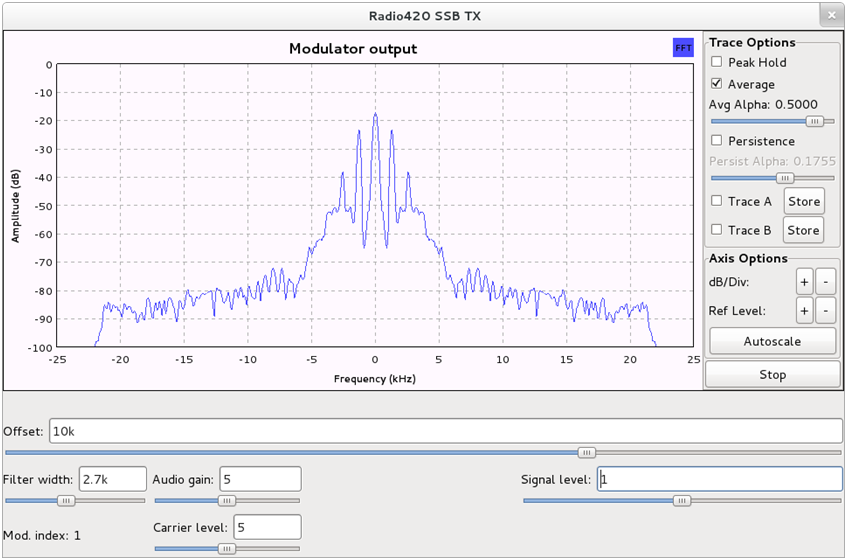 Radio420 SSB TX
Modulator output
FFT
0
-10
-20
-30
-40
-50
-60
-70
-80
-90
-100
Amplitude (dB)
-25 -20 -15 -10 -5 0 5 10 15 20 25
Frequency (kHz)
Trace Options
Peak Hold
Average
Avg Alpha: 0.5000
Persistence
Persist Alpha: 0.1755
Trace A Store
Trace B Store
Axis Options
dB/Div: + -
Ref Level: + -
Autoscale
Stop
Offset: 10k
Filter width: 2.7k Audio gain: 5 Signal level: 1
Mod. index: 1 Carrier level: 5